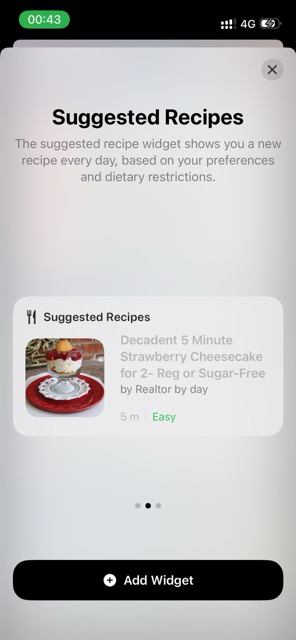 00:43
4G
Suggested Recipes
The suggested recipe widget shows you a new
recipe every day, based on your preferences
and dietary restrictions.
Suggested Recipes
Decadent 5 Minute
Strawberry Cheesecake
for 2- Reg or Sugar-Free
by Realtor by day
5 m | Easy
Add Widget